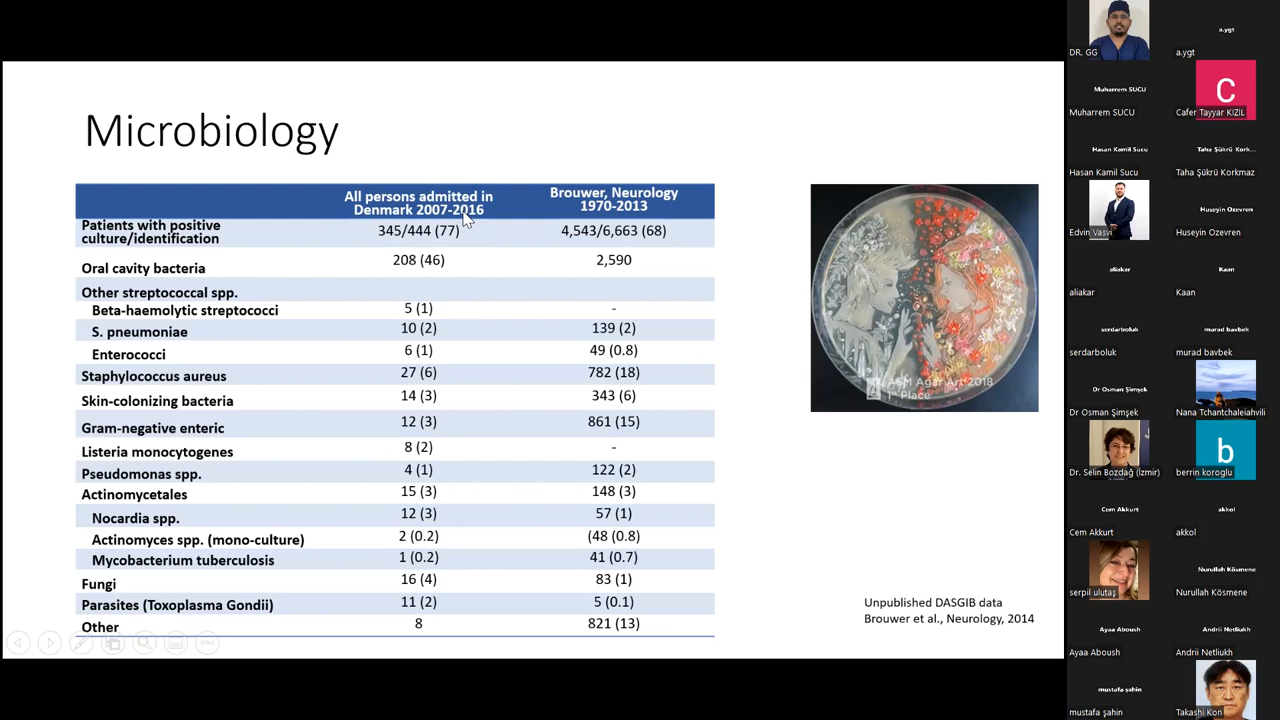 Microbiology
All persons admitted in
Denmark 2007-2016
Brouwer, Neurology
1970-2013
Patients with positive
culture/identification
345/444 (77)
4,543/6,663 (68)
Oral cavity bacteria
208 (46)
2,590
Other streptococcal spp.
Beta-haemolytic streptococci
5 (1)
-
S. pneumoniae
10 (2)
139 (2)
Enterococci
6 (1)
49 (0.8)
Staphylococcus aureus
27 (6)
782 (18)
Skin-colonizing bacteria
14 (3)
343 (6)
Gram-negative enteric
12 (3)
861 (15)
Listeria monocytogenes
8 (2)
-
Pseudomonas spp.
4 (1)
122 (2)
Actinomycetales
15 (3)
148 (3)
Nocardia spp.
12 (3)
57 (1)
Actinomyces spp. (mono-culture)
2 (0.2)
(48 (0.8)
Mycobacterium tuberculosis
1 (0.2)
41 (0.7)
Fungi
16 (4)
83 (1)
Parasites (Toxoplasma Gondii)
11 (2)
5 (0.1)
Other
8
821 (13)
ASM Agar Art 2018
1st Place
Unpublished DASGIB data
Brouwer et al., Neurology, 2014
DR. GG
a.ygt
a.ygt
Muharrem SUCU
Muharrem SUCU
C
Cafer Tayyar KIZIL
Hasan Kamil Sucu
Hasan Kamil Sucu
Taha Şükrü Kork...
Taha Şükrü Korkmaz
Edvin Vasvi
Huseyin Ozevren
Huseyin Ozevren
aliakar
aliakar
Kaan
Kaan
serdarboluk
serdarboluk
murad bavbek
murad bavbek
Dr Osman Şimşek
Dr Osman Şimşek
Nana Tchantchaleiahvili
Dr. Selin Bozdağ (İzmir)
b
berrin koroglu
Cem Akkurt
Cem Akkurt
akkol
akkol
serpil ulutaş
Nurullah Kösmene
Nurullah Kösmene
Ayaa Aboush
Ayaa Aboush
Andrii Netliukh
Andrii Netliukh
mustafa şahin
mustafa şahin
Takashi Kon